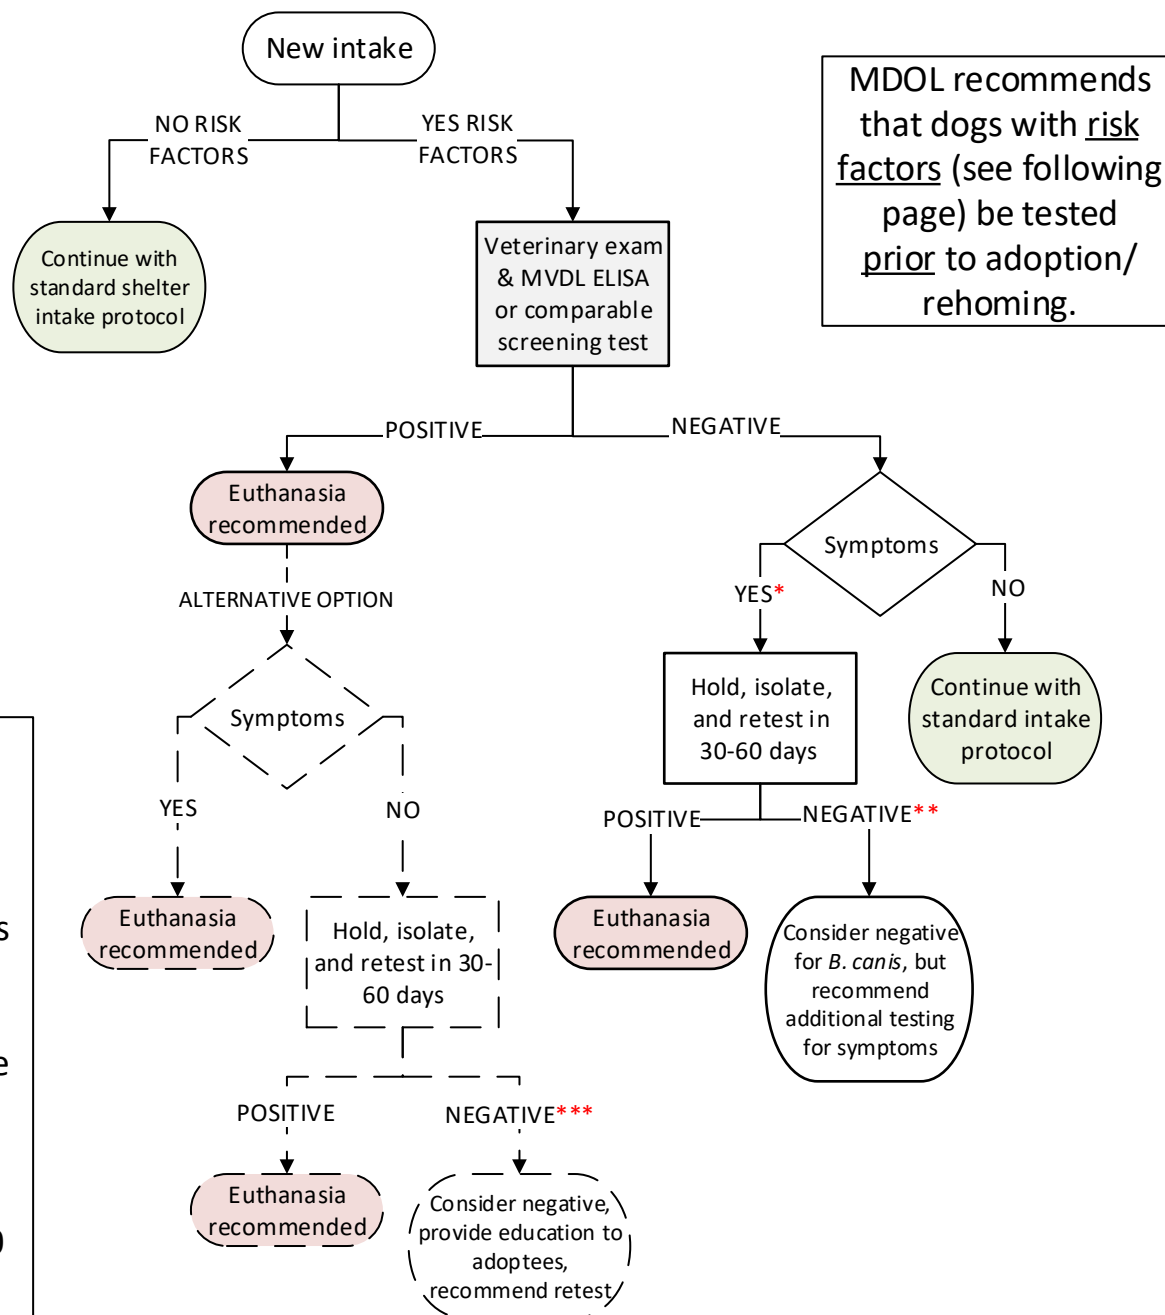 New intake
MDOL recommends
that dogs with risk
factors (see following
page) be tested
prior to adoption/
rehoming.
NO RISK
FACTORS
YES RISK
FACTORS
Continue with
standard shelter
intake protocol
Veterinary exam
& MVDL ELISA
or comparable
screening test
POSITIVE
NEGATIVE
Euthanasia
recommended
Symptoms
ALTERNATIVE OPTION
YES*
NO
Symptoms
Hold, isolate,
and retest in
30-60 days
Continue with
standard intake
protocol
YES
NO
POSITIVE
NEGATIVE**
Euthanasia
recommended
Hold, isolate,
and retest in 30-
60 days
Euthanasia
recommended
Consider negative
for B. canis, but
recommend
additional testing
for symptoms
POSITIVE
NEGATIVE***
Euthanasia
recommended
Consider negative,
provide education to
adoptees,
recommend retest